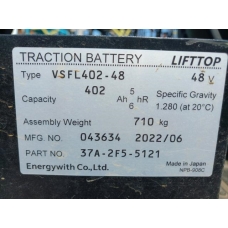 TRACTION BATTERY LIFTTOP
Type VSFL402-48 48 V
Capacity 402 Ah 5/6 hR Specific Gravity 1.280 (at 20°C)
Assembly Weight 710 kg
MFG. NO. 043634 2022/06
PART NO. 37A-2F5-5121
Energywith Co., Ltd. Made in Japan
NPB-009C